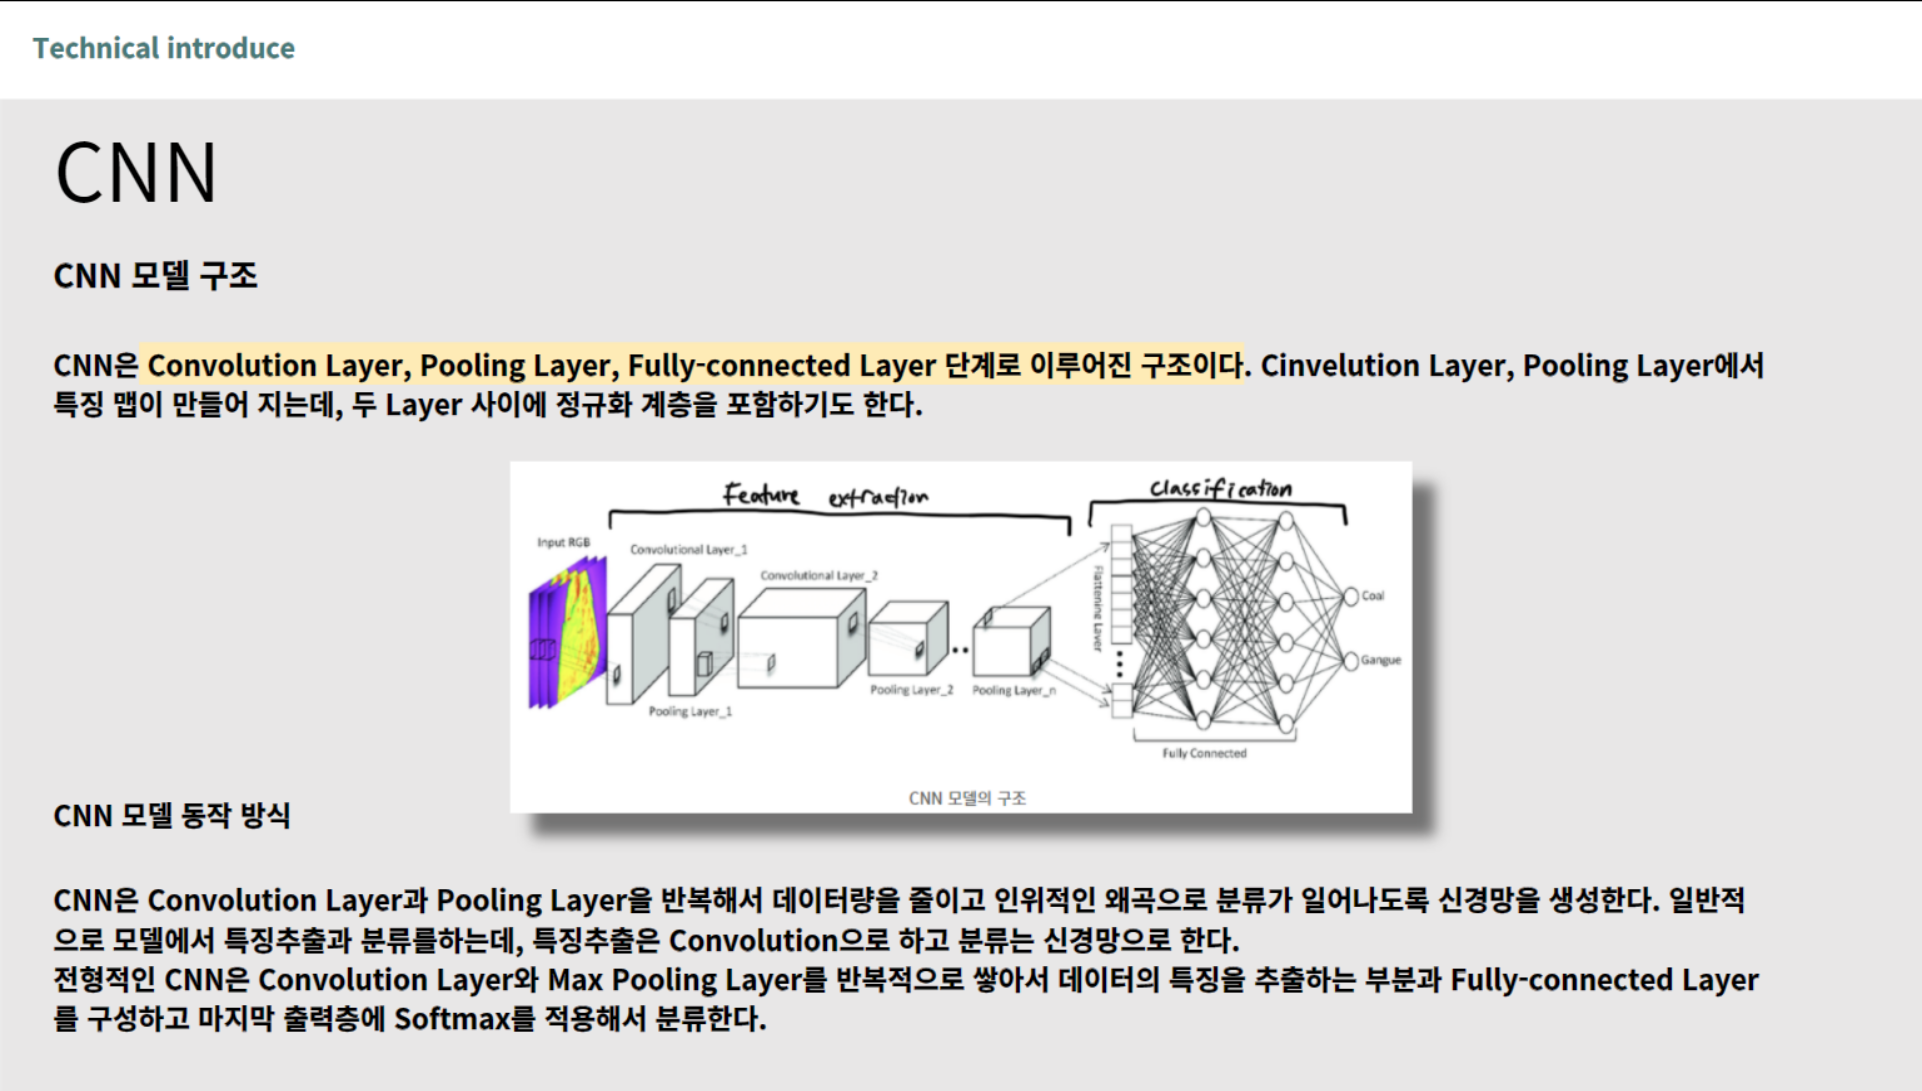 Technical introduce
CNN
CNN 모델 구조
CNN은 Convolution Layer, Pooling Layer, Fully-connected Layer 단계로 이루어진 구조이다. Cinvelution Layer, Pooling Layer에서
특징 맵이 만들어 지는데, 두 Layer 사이에 정규화 계층을 포함하기도 한다.
Feature extraction
Classification
Input RGB
Convolutional Layer_1
Convolutional Layer_2
Pooling Layer_1
Pooling Layer_2
Pooling Layer_n
Flattening Layer
Coal
Gangue
Fully Connected
CNN 모델의 구조
CNN 모델 동작 방식
CNN은 Convolution Layer과 Pooling Layer을 반복해서 데이터량을 줄이고 인위적인 왜곡으로 분류가 일어나도록 신경망을 생성한다. 일반적
으로 모델에서 특징추출과 분류를하는데, 특징추출은 Convolution으로 하고 분류는 신경망으로 한다.
전형적인 CNN은 Convolution Layer와 Max Pooling Layer를 반복적으로 쌓아서 데이터의 특징을 추출하는 부분과 Fully-connected Layer
를 구성하고 마지막 출력층에 Softmax를 적용해서 분류한다.